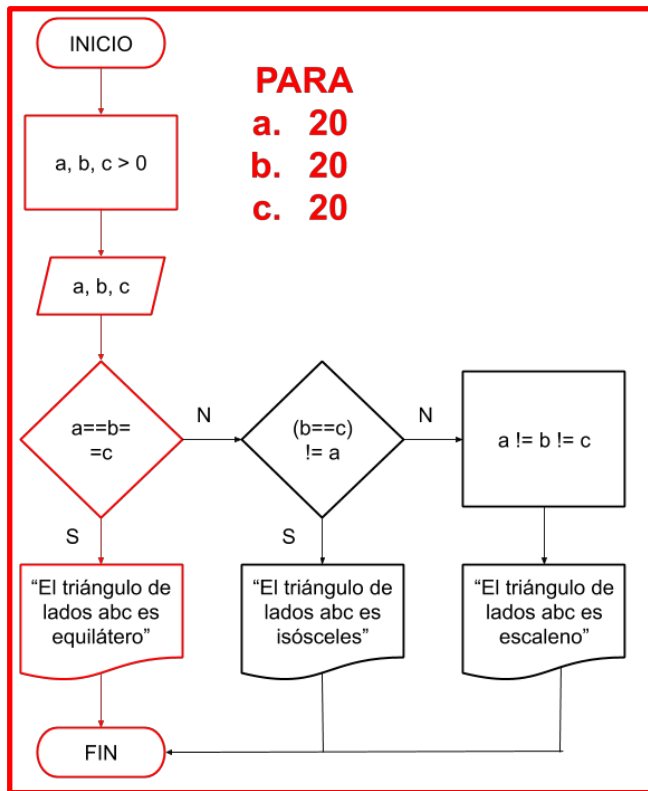 INICIO
PARA
a. 20
b. 20
c. 20
a, b, c > 0
a, b, c
a==b=
=c
N
(b==c)
!= a
N
a != b != c
S
S
“El triángulo de
lados abc es
equilátero”
“El triángulo de
lados abc es
isósceles”
“El triángulo de
lados abc es
escaleno”
FIN